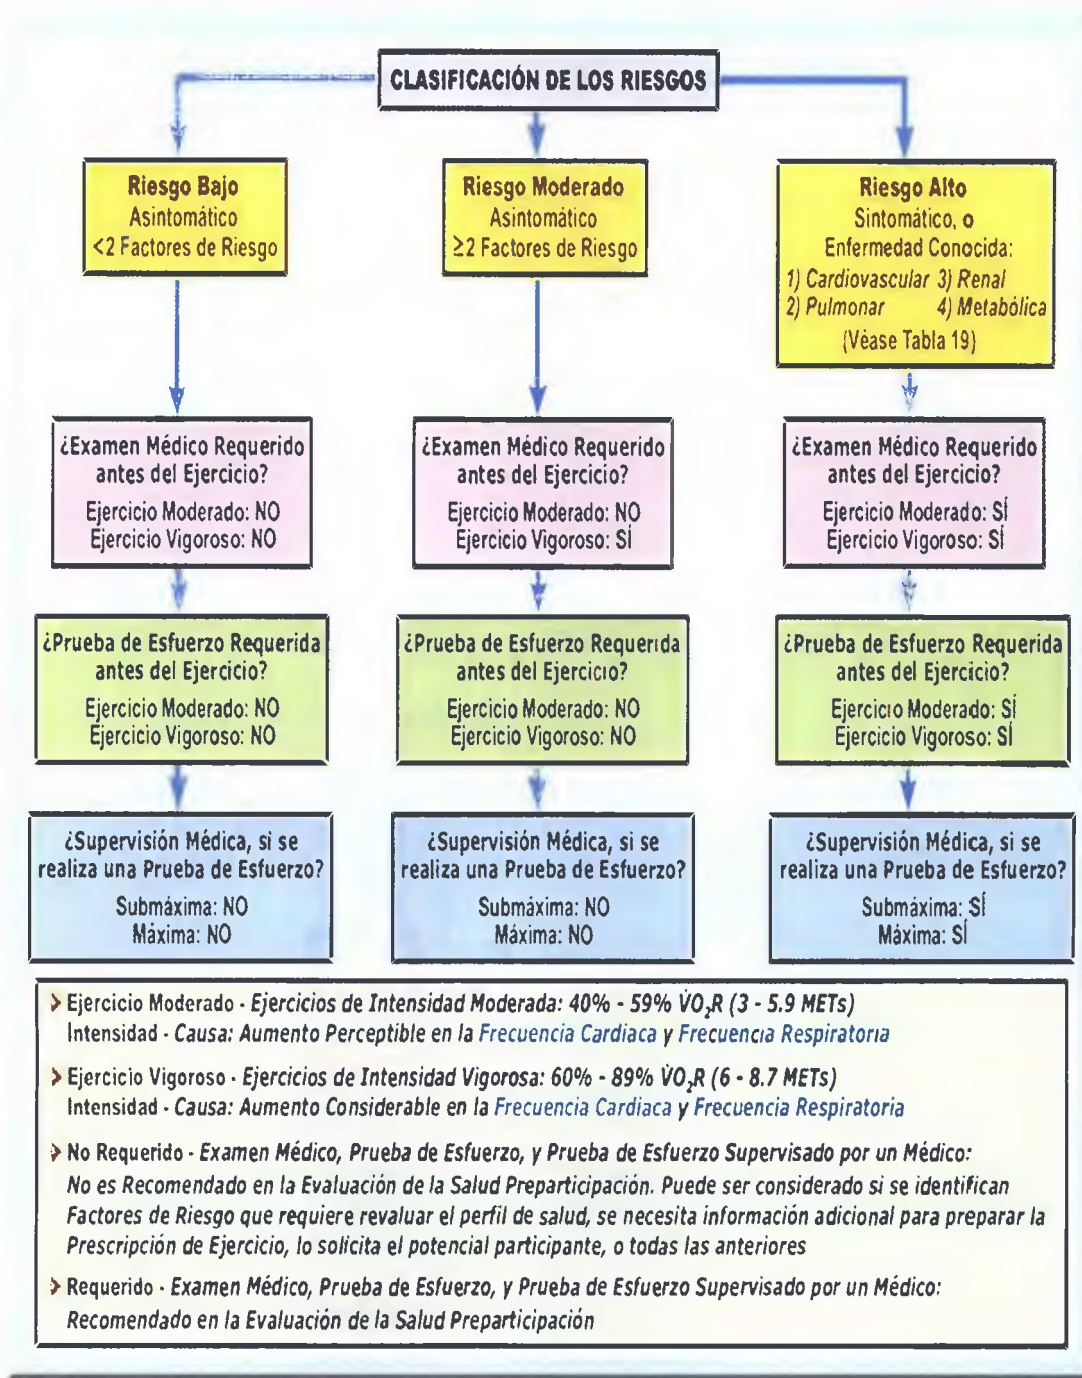 CLASIFICACIÓN DE LOS RIESGOS
Riesgo Bajo
Asintomático
<2 Factores de Riesgo
Riesgo Moderado
Asintomático
≥2 Factores de Riesgo
Riesgo Alto
Sintomático, o
Enfermedad Conocida:
1) Cardiovascular 3) Renal
2) Pulmonar 4) Metabólica
(Véase Tabla 19)
¿Examen Médico Requerido
antes del Ejercicio?
Ejercicio Moderado: NO
Ejercicio Vigoroso: NO
¿Examen Médico Requerido
antes del Ejercicio?
Ejercicio Moderado: NO
Ejercicio Vigoroso: SÍ
¿Examen Médico Requerido
antes del Ejercicio?
Ejercicio Moderado: SÍ
Ejercicio Vigoroso: SÍ
¿Prueba de Esfuerzo Requerida
antes del Ejercicio?
Ejercicio Moderado: NO
Ejercicio Vigoroso: NO
¿Prueba de Esfuerzo Requerida
antes del Ejercicio?
Ejercicio Moderado: NO
Ejercicio Vigoroso: NO
¿Prueba de Esfuerzo Requerida
antes del Ejercicio?
Ejercicio Moderado: SÍ
Ejercicio Vigoroso: SÍ
¿Supervisión Médica, si se
realiza una Prueba de Esfuerzo?
Submáxima: NO
Máxima: NO
¿Supervisión Médica, si se
realiza una Prueba de Esfuerzo?
Submáxima: NO
Máxima: NO
¿Supervisión Médica, si se
realiza una Prueba de Esfuerzo?
Submáxima: SÍ
Máxima: SÍ
➤ Ejercicio Moderado - Ejercicios de Intensidad Moderada: 40% - 59% V̇O₂R (3 - 5.9 METs)
Intensidad - Causa: Aumento Perceptible en la Frecuencia Cardiaca y Frecuencia Respiratoria
➤ Ejercicio Vigoroso - Ejercicios de Intensidad Vigorosa: 60% - 89% V̇O₂R (6 - 8.7 METs)
Intensidad - Causa: Aumento Considerable en la Frecuencia Cardiaca y Frecuencia Respiratoria
➤ No Requerido - Examen Médico, Prueba de Esfuerzo, y Prueba de Esfuerzo Supervisado por un Médico:
No es Recomendado en la Evaluación de la Salud Preparticipación. Puede ser considerado si se identifican
Factores de Riesgo que requiere revaluar el perfil de salud, se necesita información adicional para preparar la
Prescripción de Ejercicio, lo solicita el potencial participante, o todas las anteriores
➤ Requerido - Examen Médico, Prueba de Esfuerzo, y Prueba de Esfuerzo Supervisado por un Médico:
Recomendado en la Evaluación de la Salud Preparticipación